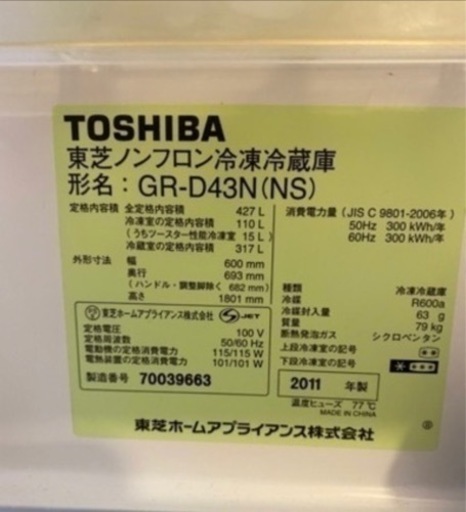 TOSHIBA
東芝ノンフロン冷凍冷蔵庫
形名：GR-D43N(NS)
定格内容積 全定格内容積 427 L
冷凍室の定格内容積 110 L
(うちツースター性能冷凍室 15 L)
冷蔵室の定格内容積 317 L
外形寸法 幅 600 mm
奥行 693 mm
(ハンドル・調整脚除く 682 mm)
高さ 1801 mm
東芝ホームアプライアンス株式会社 JET
定格電圧 100 V
定格周波数 50/60 Hz
電動機の定格消費電力 115/115 W
電熱装置の定格消費電力 101/101 W
製造番号 70039663
消費電力量 (JIS C 9801-2006年)
50Hz 300 kWh/年
60Hz 300 kWh/年
種類 冷凍冷蔵庫
冷媒 R600a
冷媒封入量 63 g
質量 79 kg
断熱発泡ガス シクロペンタン
上段冷凍室の記号
下段冷凍室の記号
2011 年製
温度ヒューズ 77℃
MADE IN CHINA
東芝ホームアプライアンス株式会社